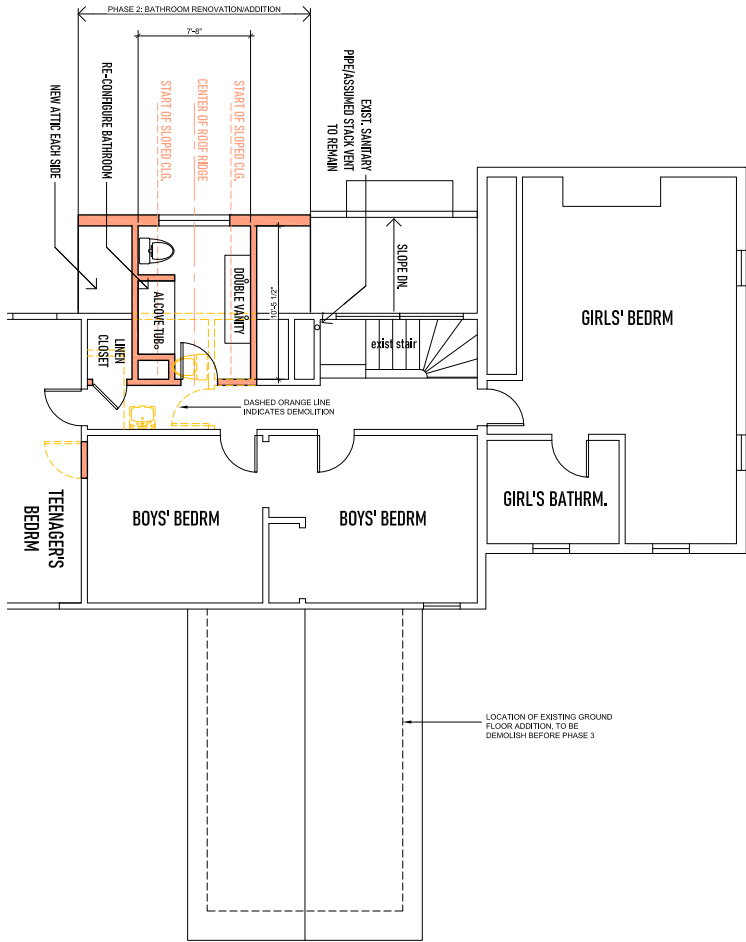 PHASE 2: BATHROOM RENOVATION/ADDITION
7'-8"
NEW ATTIC EACH SIDE
RE-CONFIGURE BATHROOM
START OF SLOPED CLG.
CENTER OF ROOF RIDGE
START OF SLOPED CLG.
EXIST. SANITARY
PIPE/ASSUMED STACK VENT
TO REMAIN
SLOPE DN.
DOUBLE VANITY
10'-5-1/2"
ALCOVE TUB
LINEN
CLOSET
exist stair
GIRLS' BEDRM
DASHED ORANGE LINE
INDICATES DEMOLITION
TEENAGER'S
BEDRM
BOYS' BEDRM
BOYS' BEDRM
GIRL'S BATHRM.
LOCATION OF EXISTING GROUND
FLOOR ADDITION, TO BE
DEMOLISH BEFORE PHASE 3